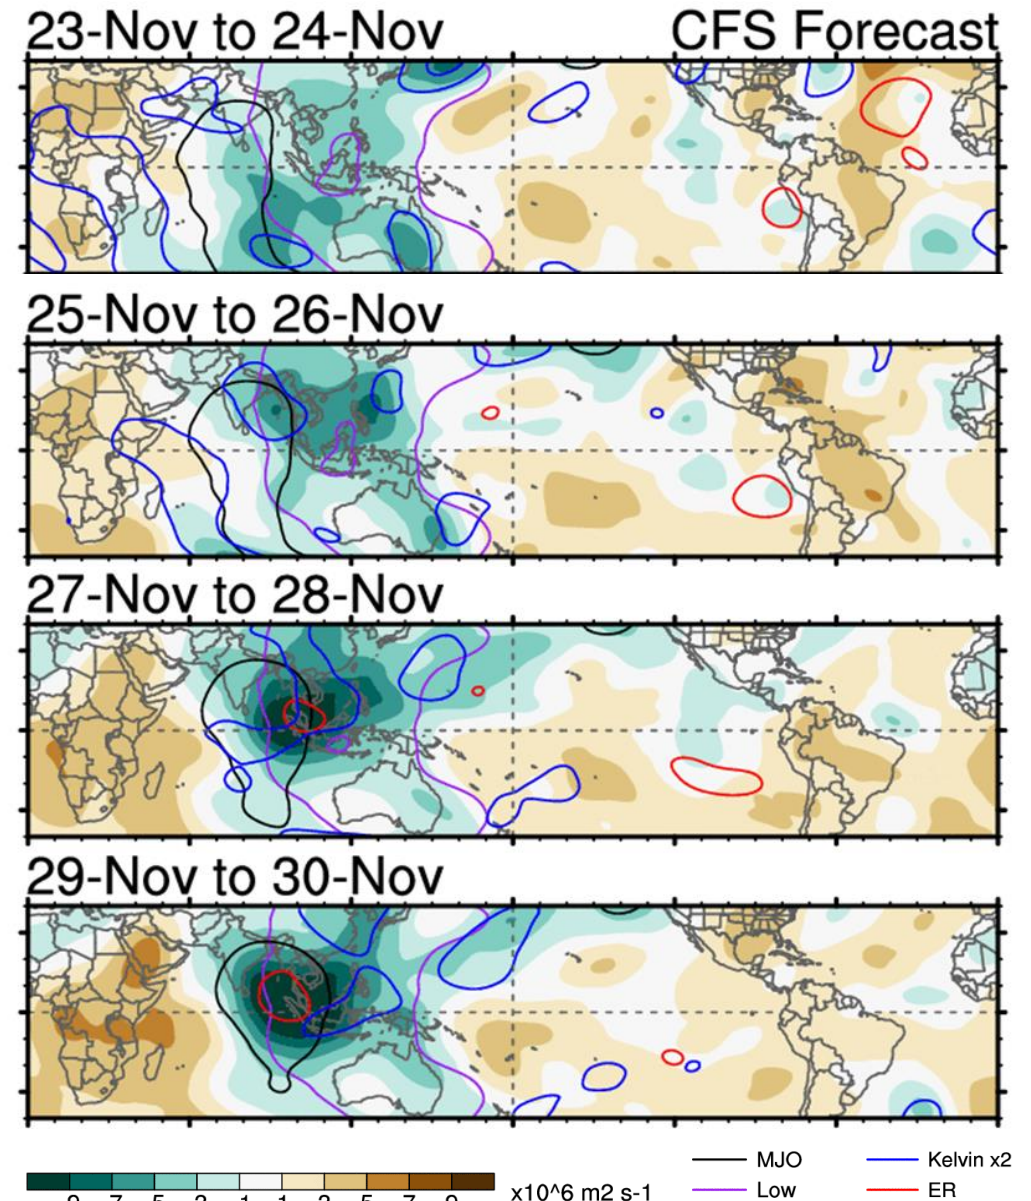 23-Nov to 24-Nov CFS Forecast
25-Nov to 26-Nov
27-Nov to 28-Nov
29-Nov to 30-Nov
MJO Kelvin x2
x10^6 m2 s-1 Low ER